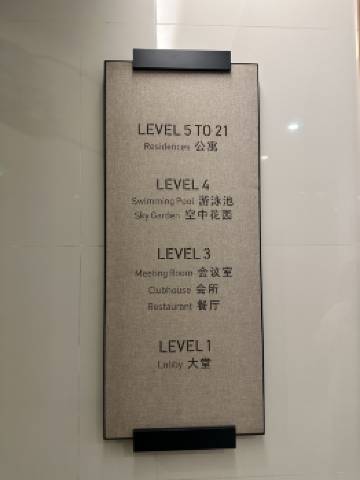 LEVEL 5 TO 21
Residences 公寓
LEVEL 4
Swimming Pool 游泳池
Sky Garden 空中花园
LEVEL 3
Meeting Room 会议室
Clubhouse 会所
Restaurant 餐厅
LEVEL 1
Lobby 大堂